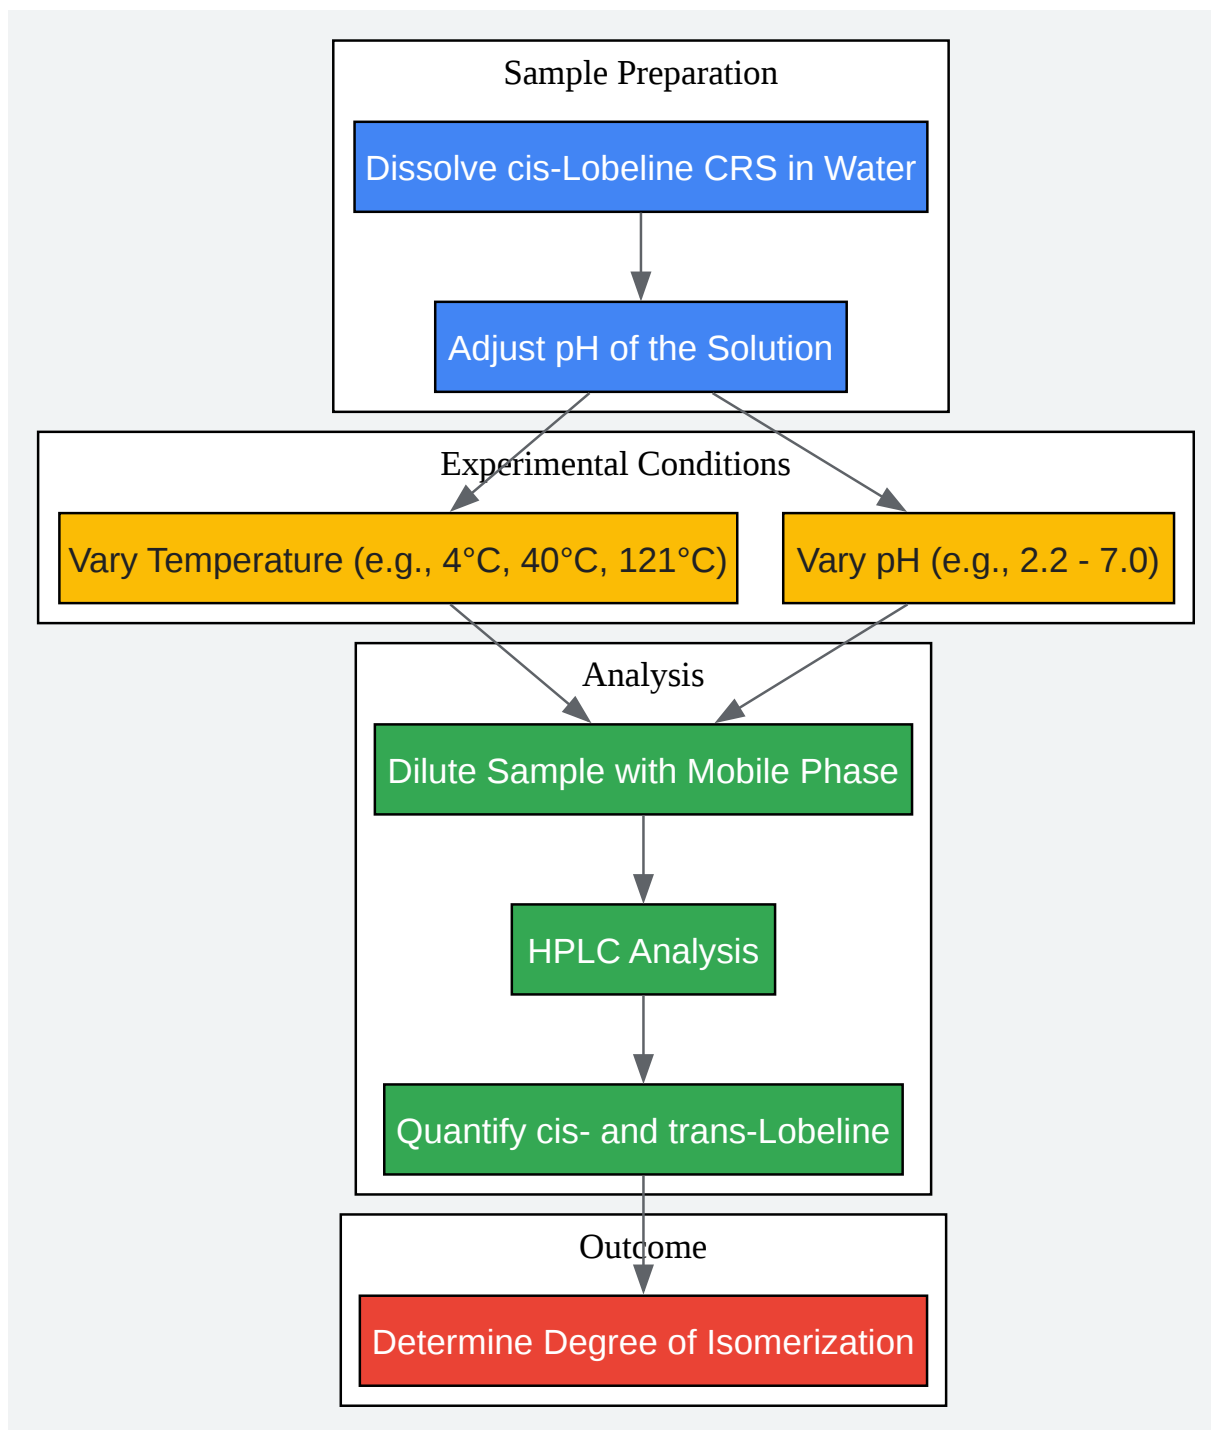 Sample Preparation
Dissolve cis-Lobeline CRS in Water
Adjust pH of the Solution
Experimental Conditions
Vary Temperature (e.g., 4°C, 40°C, 121°C)
Vary pH (e.g., 2.2 - 7.0)
Analysis
Dilute Sample with Mobile Phase
HPLC Analysis
Quantify cis- and trans-Lobeline
Outcome
Determine Degree of Isomerization